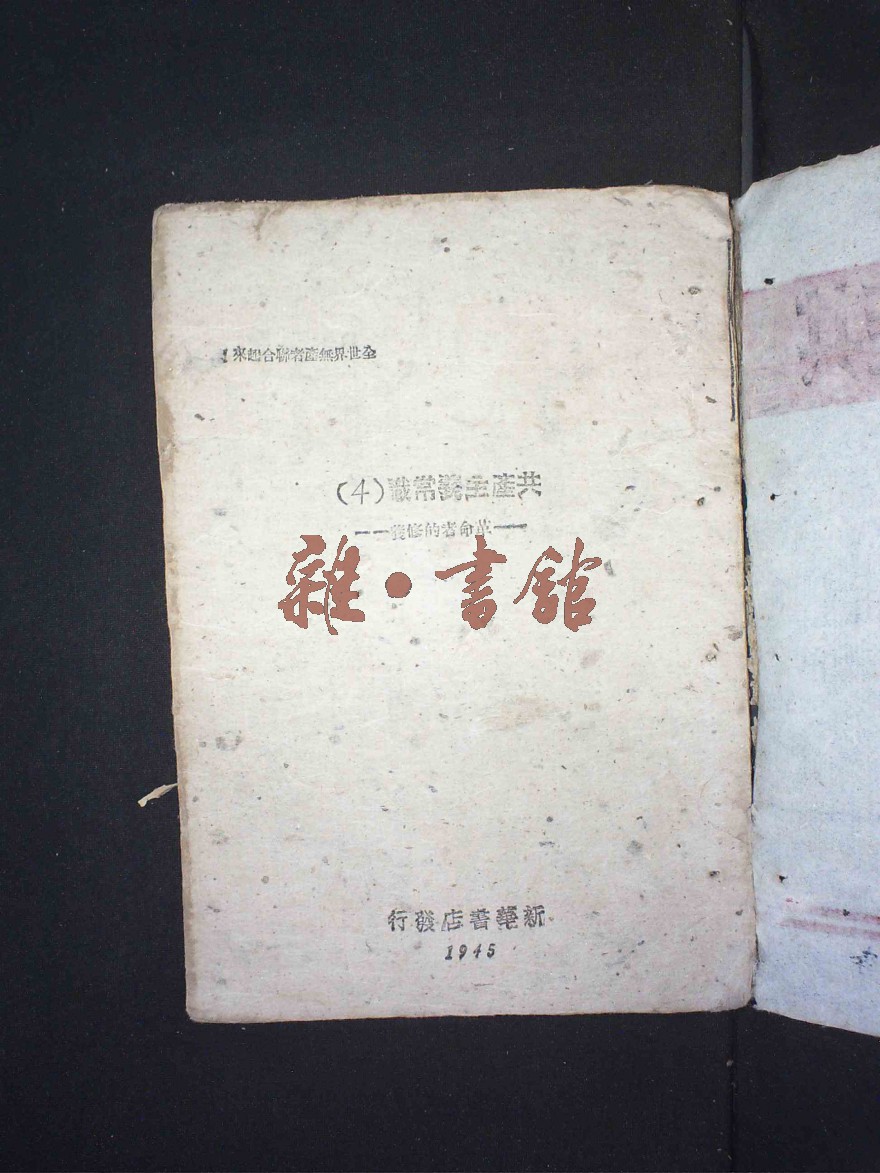 全世界無產者聯合起來！
共產主義常識（4）
——革命者的修養——
雜·書館
新華書店發行
1945